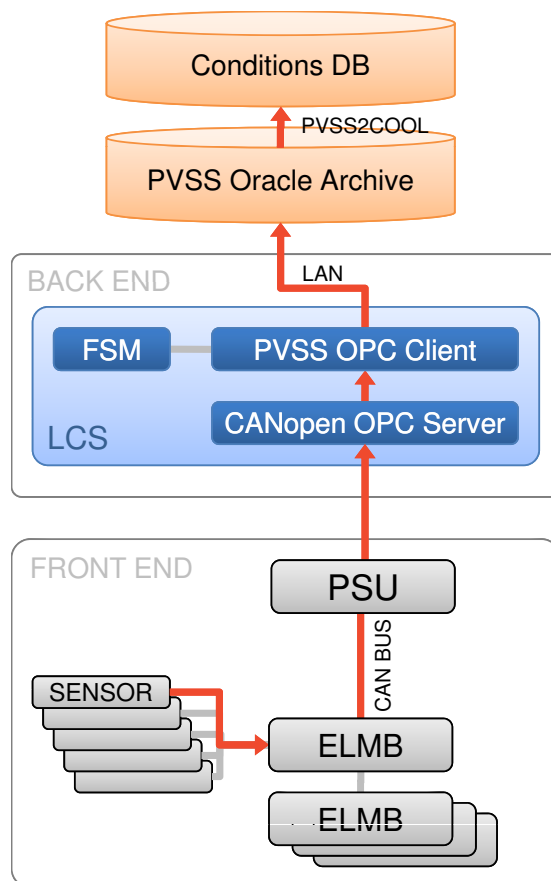 Conditions DB
PVSS2COOL
PVSS Oracle Archive
LAN
BACK END
FSM
PVSS OPC Client
CANopen OPC Server
LCS
FRONT END
PSU
CAN BUS
SENSOR
ELMB
ELMB